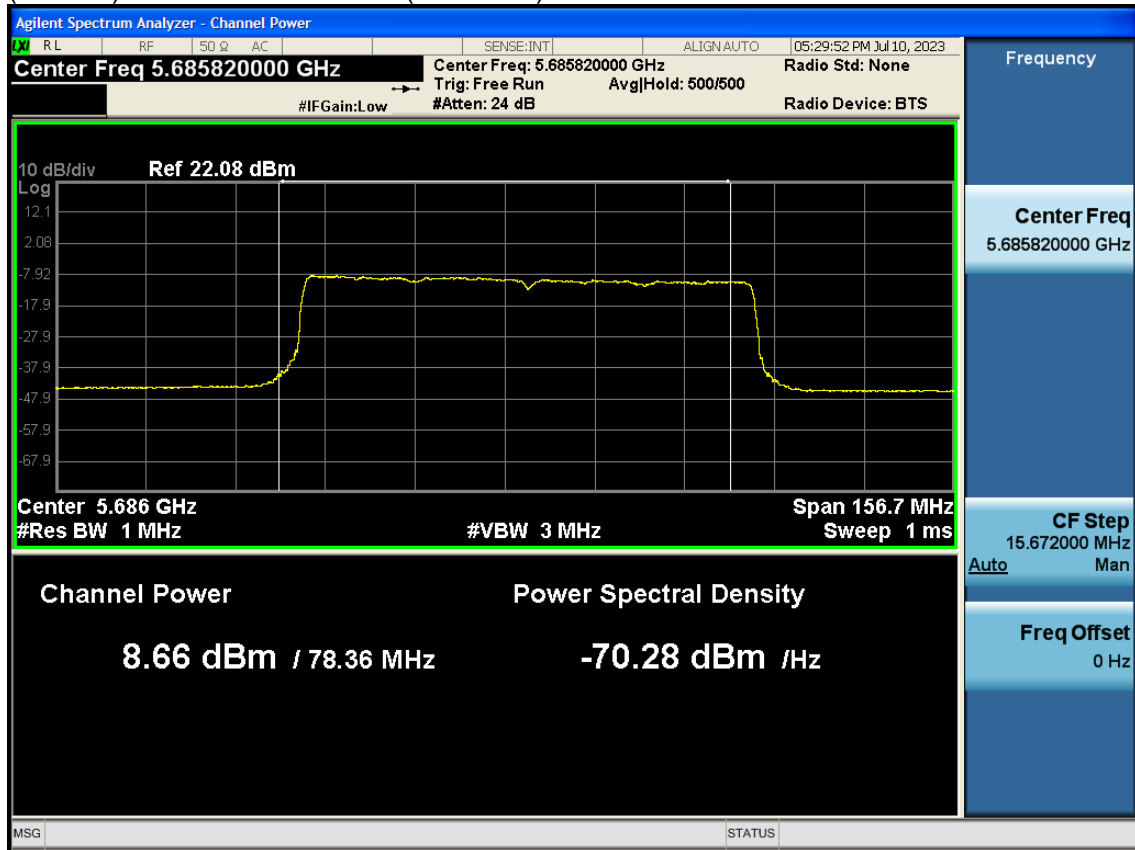 Agilent Spectrum Analyzer - Channel Power
LXI RL RF 50 Ω AC SENSE:INT ALIGNAUTO 05:29:52 PM Jul 10, 2023
Center Freq 5.685820000 GHz
Center Freq: 5.685820000 GHz Radio Std: None
Trig: Free Run Avg|Hold: 500/500
#IFGain:Low #Atten: 24 dB Radio Device: BTS
Frequency
10 dB/div Ref 22.08 dBm
Log
12.1
2.08
-7.92
-17.9
-27.9
-37.9
-47.9
-57.9
-67.9
Center 5.686 GHz Span 156.7 MHz
#Res BW 1 MHz #VBW 3 MHz Sweep 1 ms
Center Freq
5.685820000 GHz
CF Step
15.672000 MHz
Auto Man
Freq Offset
0 Hz
Channel Power Power Spectral Density
8.66 dBm / 78.36 MHz -70.28 dBm /Hz
MSG STATUS